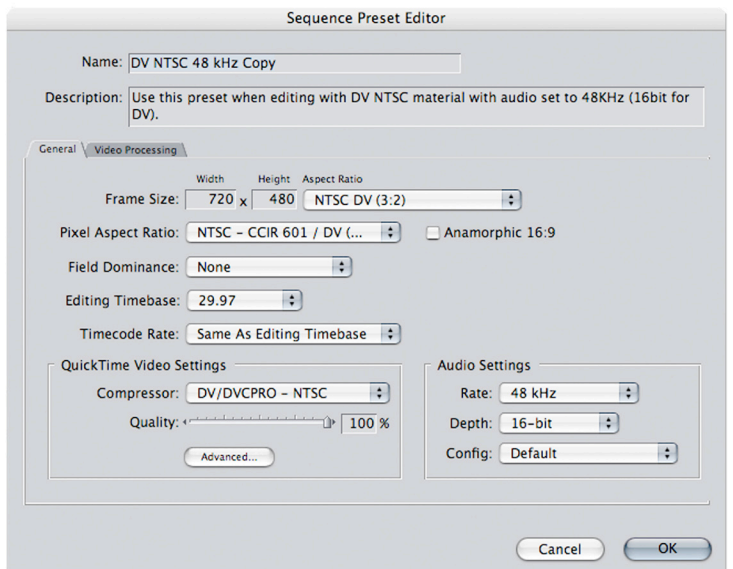 Sequence Preset Editor
Name: DV NTSC 48 kHz Copy
Description: Use this preset when editing with DV NTSC material with audio set to 48KHz (16bit for
DV).
General Video Processing
Width Height Aspect Ratio
Frame Size: 720 x 480 NTSC DV (3:2)
Pixel Aspect Ratio: NTSC – CCIR 601 / DV (... Anamorphic 16:9
Field Dominance: None
Editing Timebase: 29.97
Timecode Rate: Same As Editing Timebase
QuickTime Video Settings
Compressor: DV/DVCPRO – NTSC
Quality: 100 %
Advanced...
Audio Settings
Rate: 48 kHz
Depth: 16-bit
Config: Default
Cancel OK